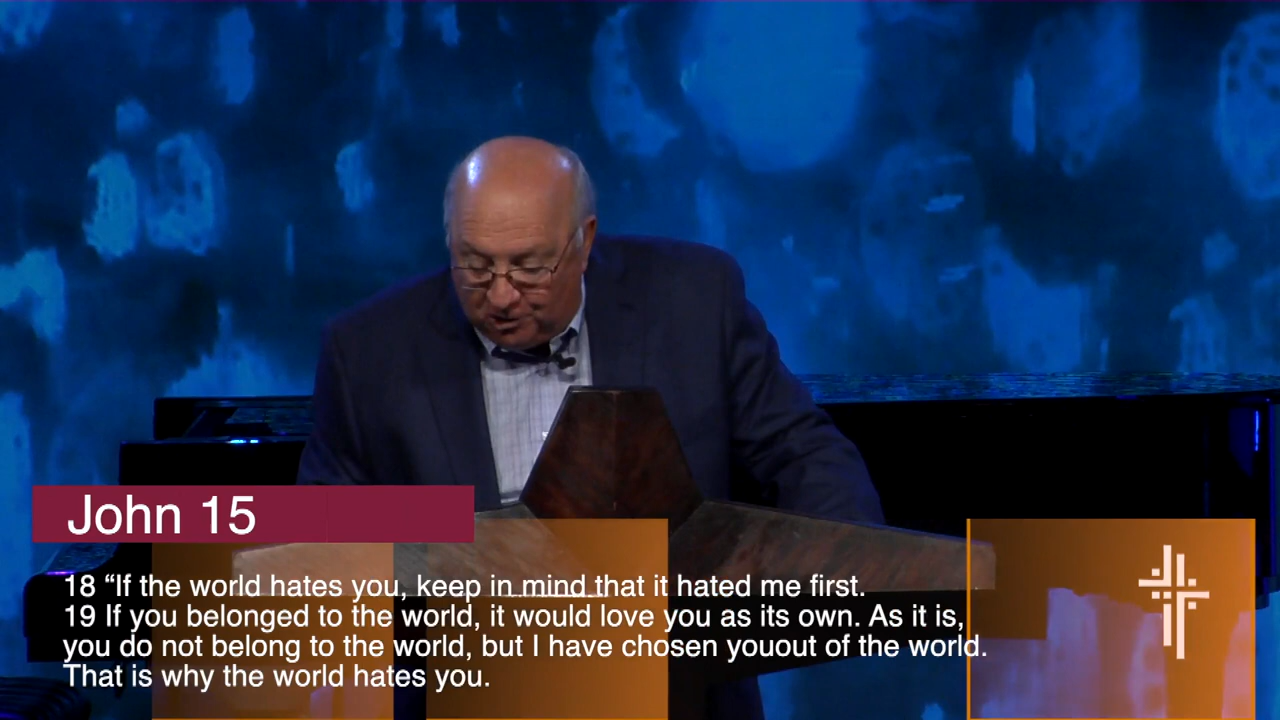 John 15
18 “If the world hates you, keep in mind that it hated me first.
19 If you belonged to the world, it would love you as its own. As it is,
you do not belong to the world, but I have chosen youout of the world.
That is why the world hates you.